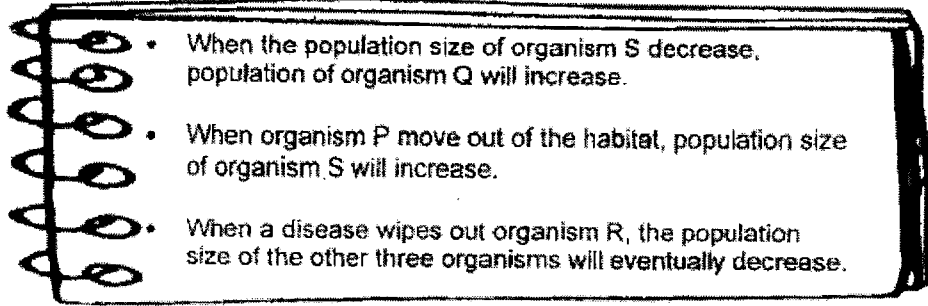 • When the population size of organism S decrease,
population of organism Q will increase.
• When organism P move out of the habitat, population size
of organism S will increase.
• When a disease wipes out organism R, the population
size of the other three organisms will eventually decrease.